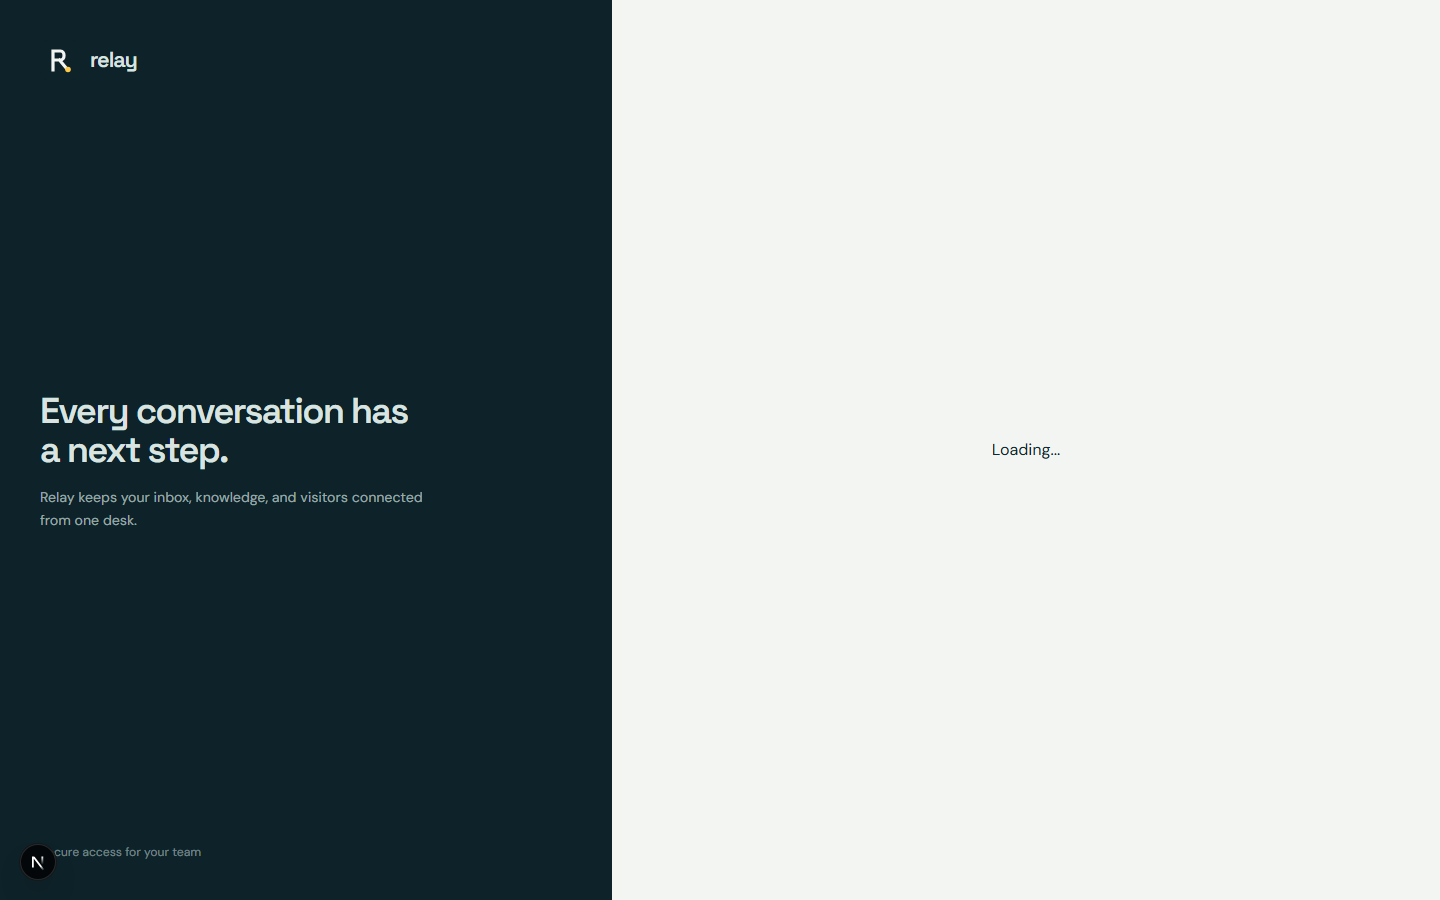 R.
relay
Every conversation has
a next step.
Relay keeps your inbox, knowledge, and visitors connected
from one desk.
cure access for your team
N
Loading...